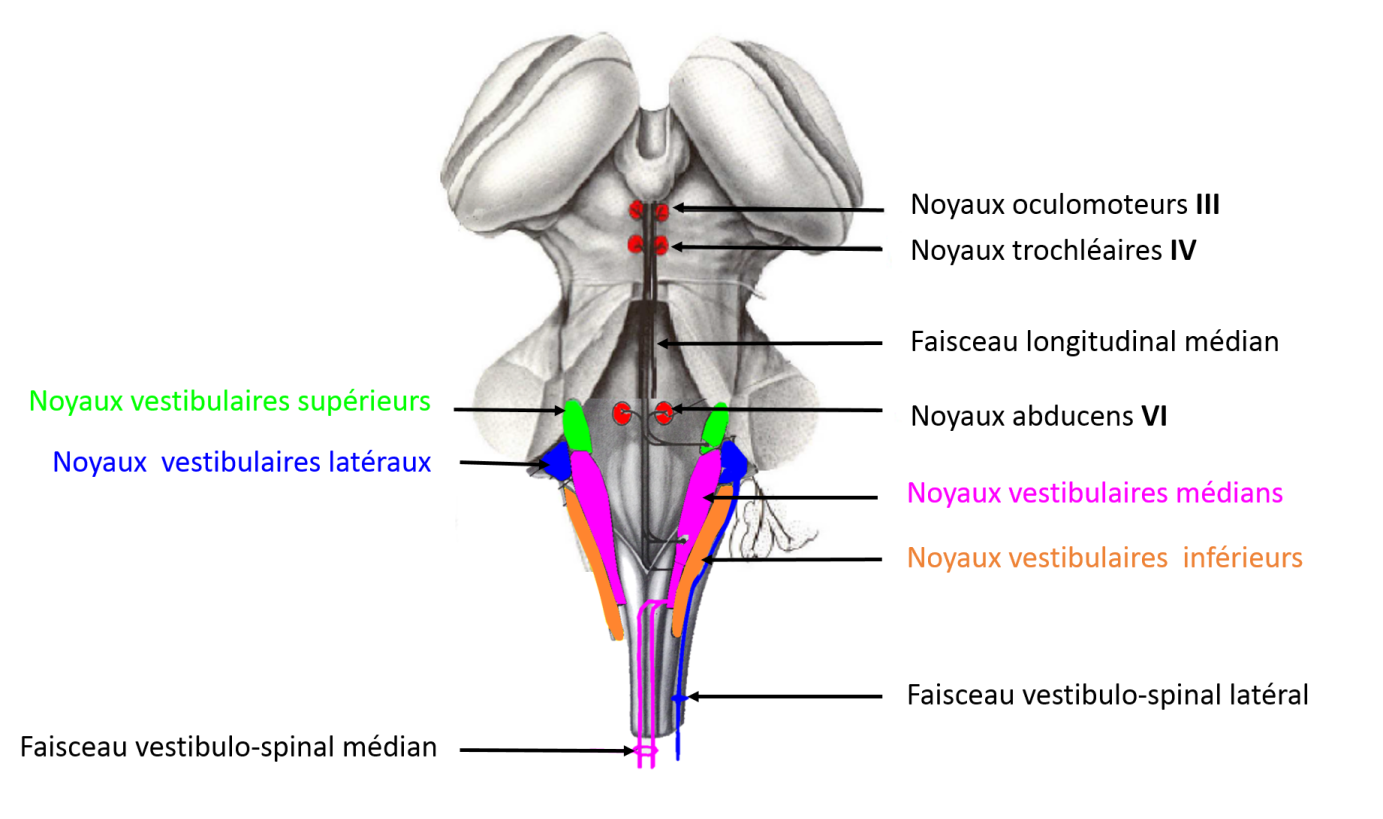 Noyaux oculomoteurs III
Noyaux trochléaires IV
Faisceau longitudinal médian
Noyaux vestibulaires supérieurs
Noyaux abducens VI
Noyaux  vestibulaires latéraux
Noyaux vestibulaires médians
Noyaux vestibulaires  inférieurs
Faisceau vestibulo-spinal latéral
Faisceau vestibulo-spinal médian